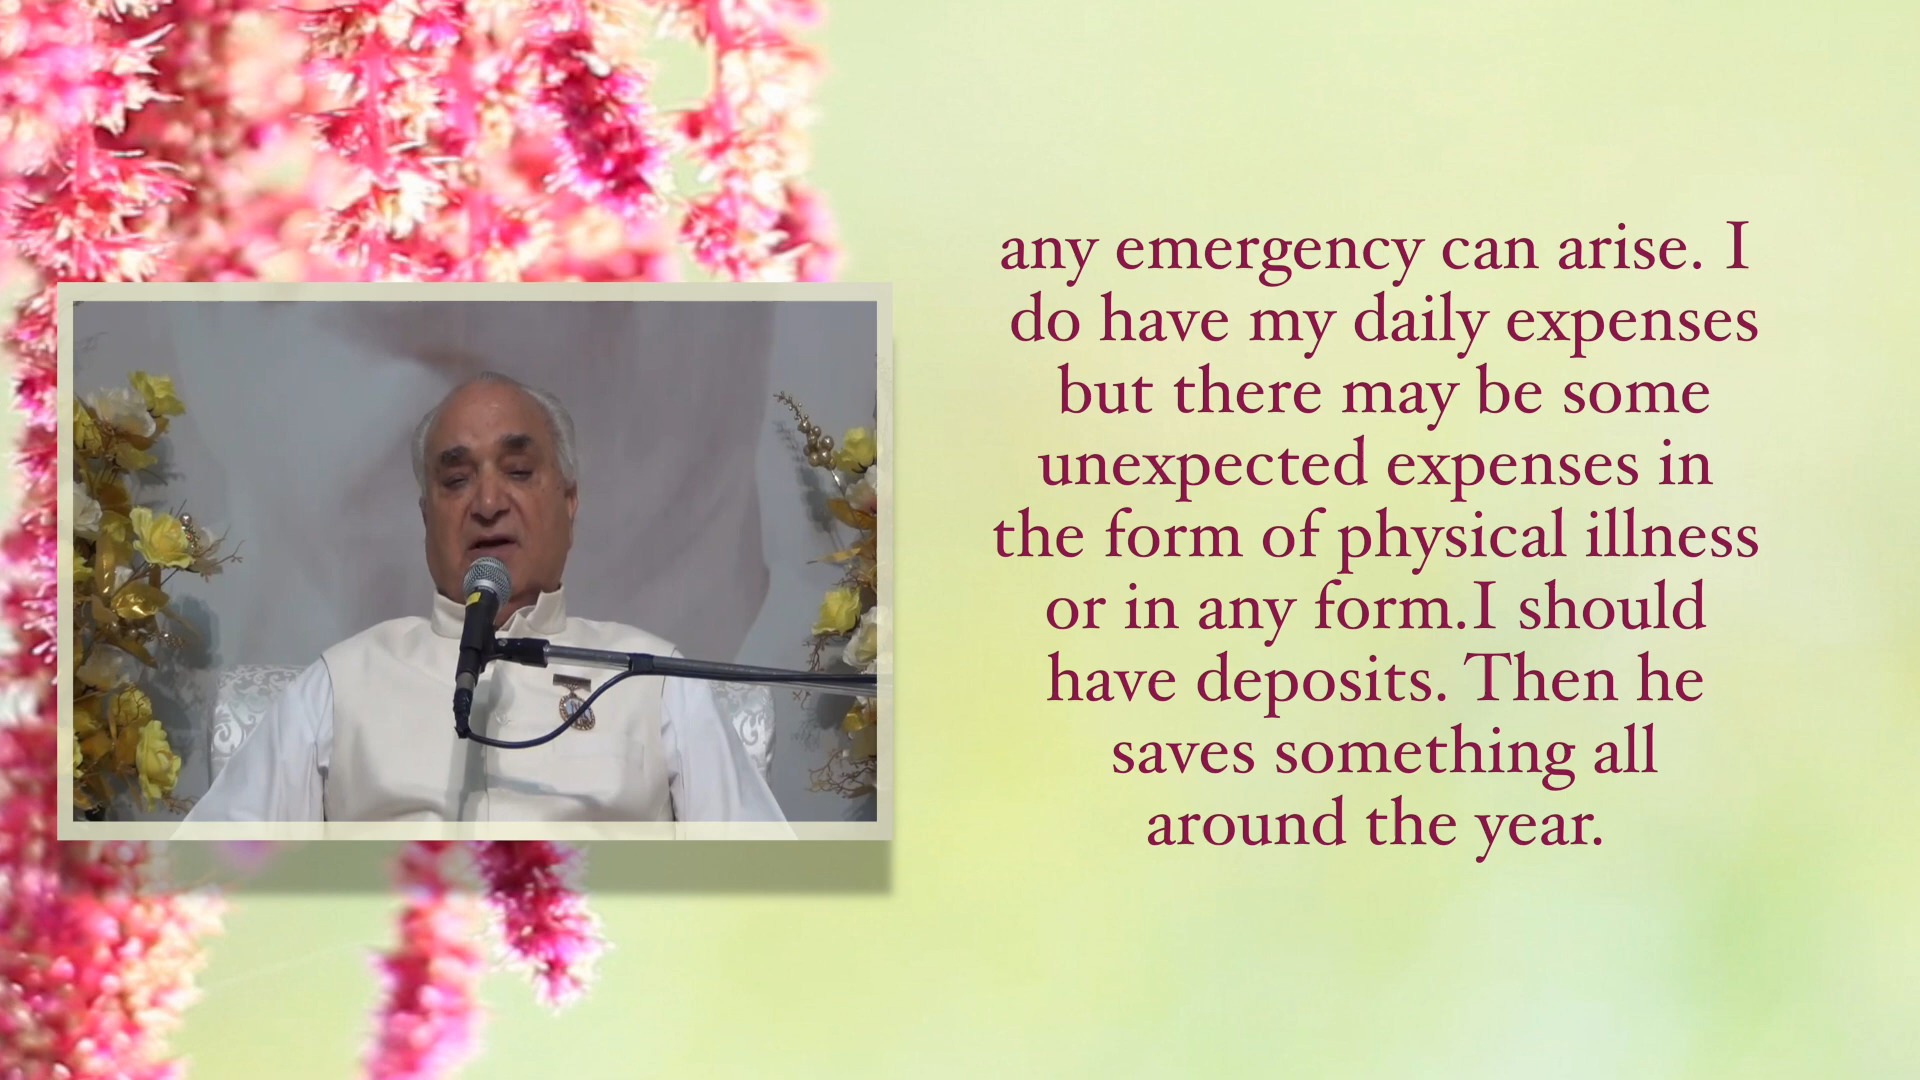 any emergency can arise. I
do have my daily expenses
but there may be some
unexpected expenses in
the form of physical illness
or in any form.I should
have deposits. Then he
saves something all
around the year.